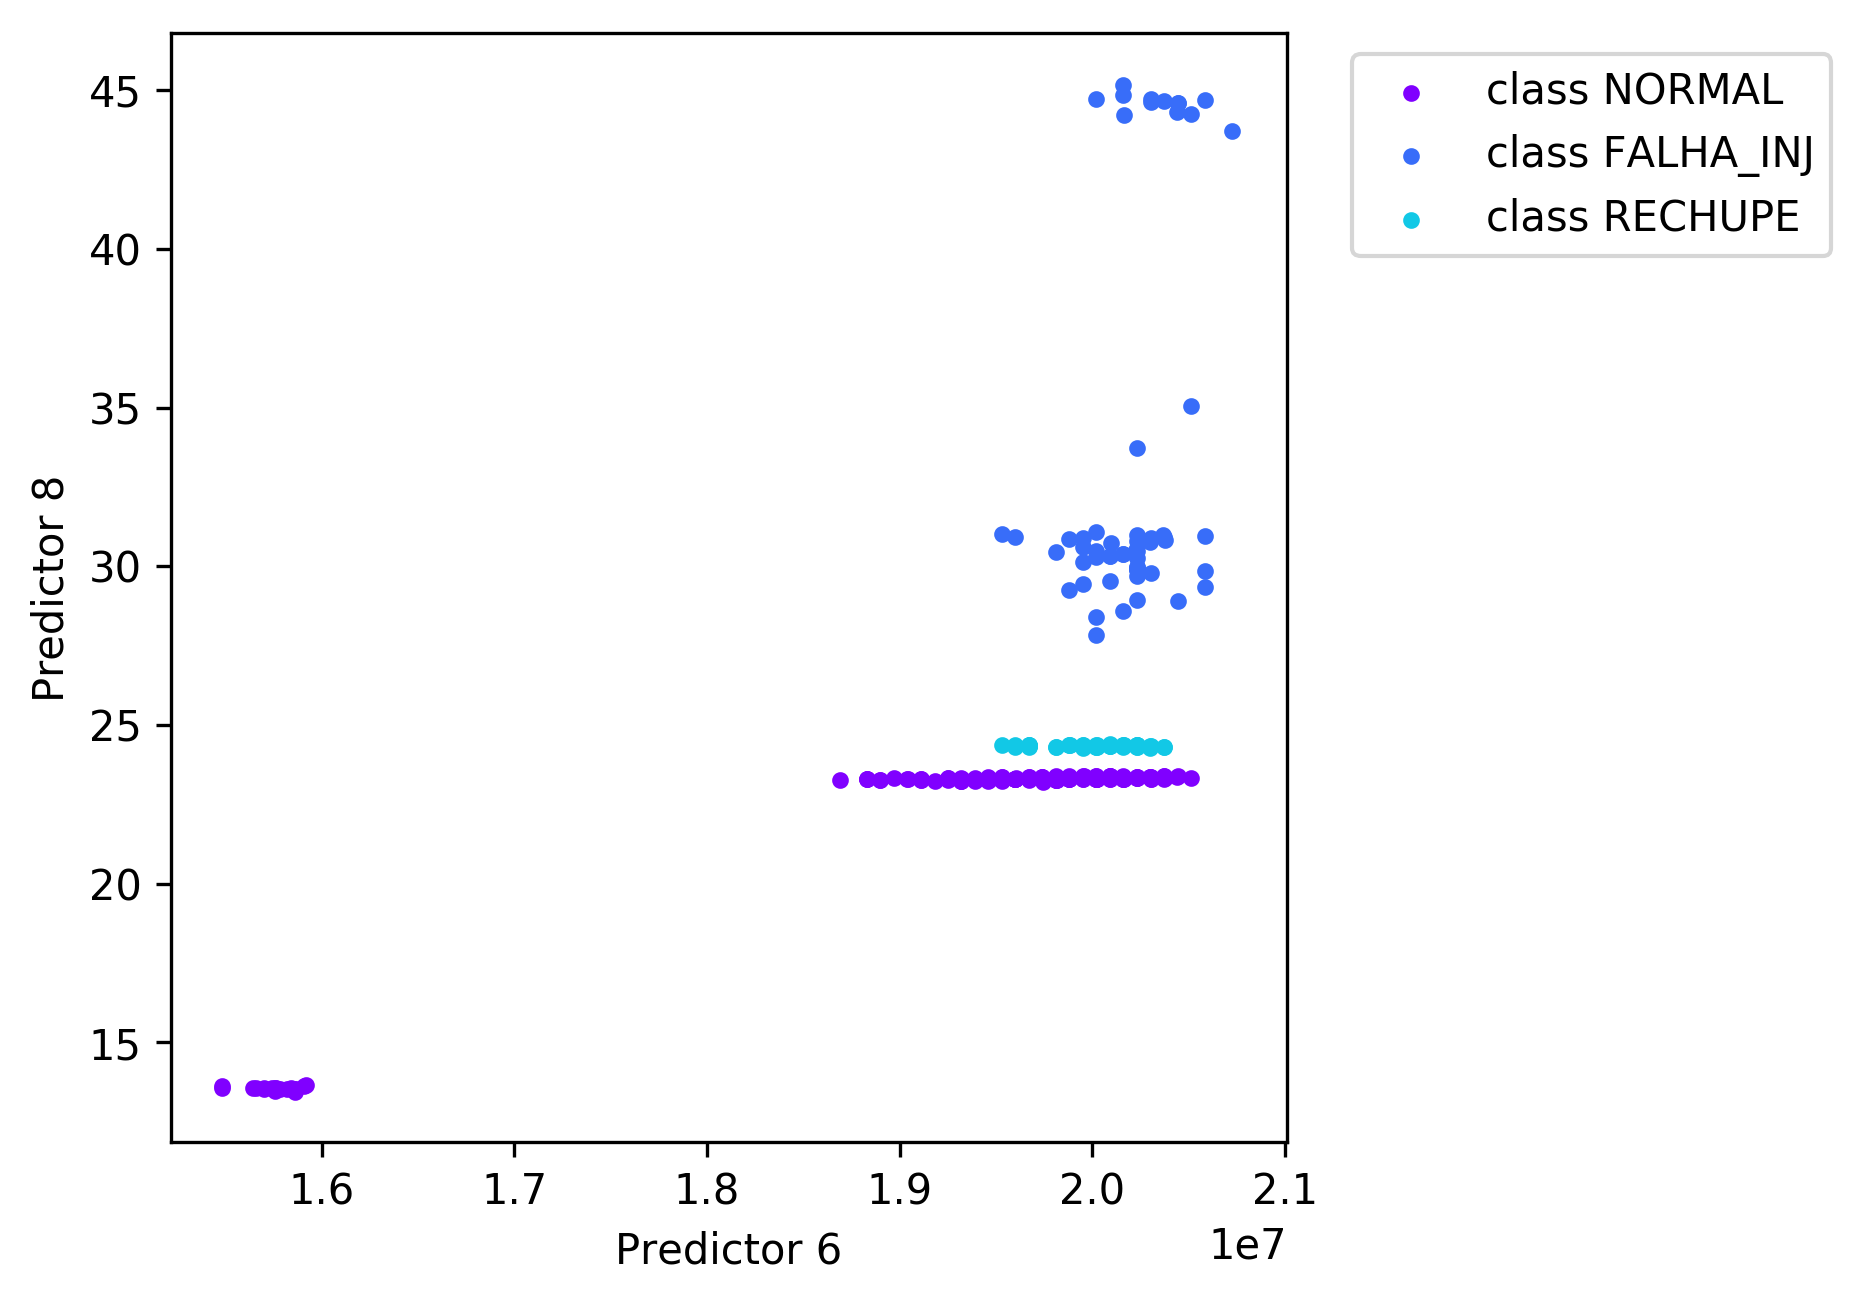 45
40
35
30
25
20
15
Predictor 8
1.6 1.7 1.8 1.9 2.0 2.1
1e7
Predictor 6
class NORMAL
class FALHA_INJ
class RECHUPE